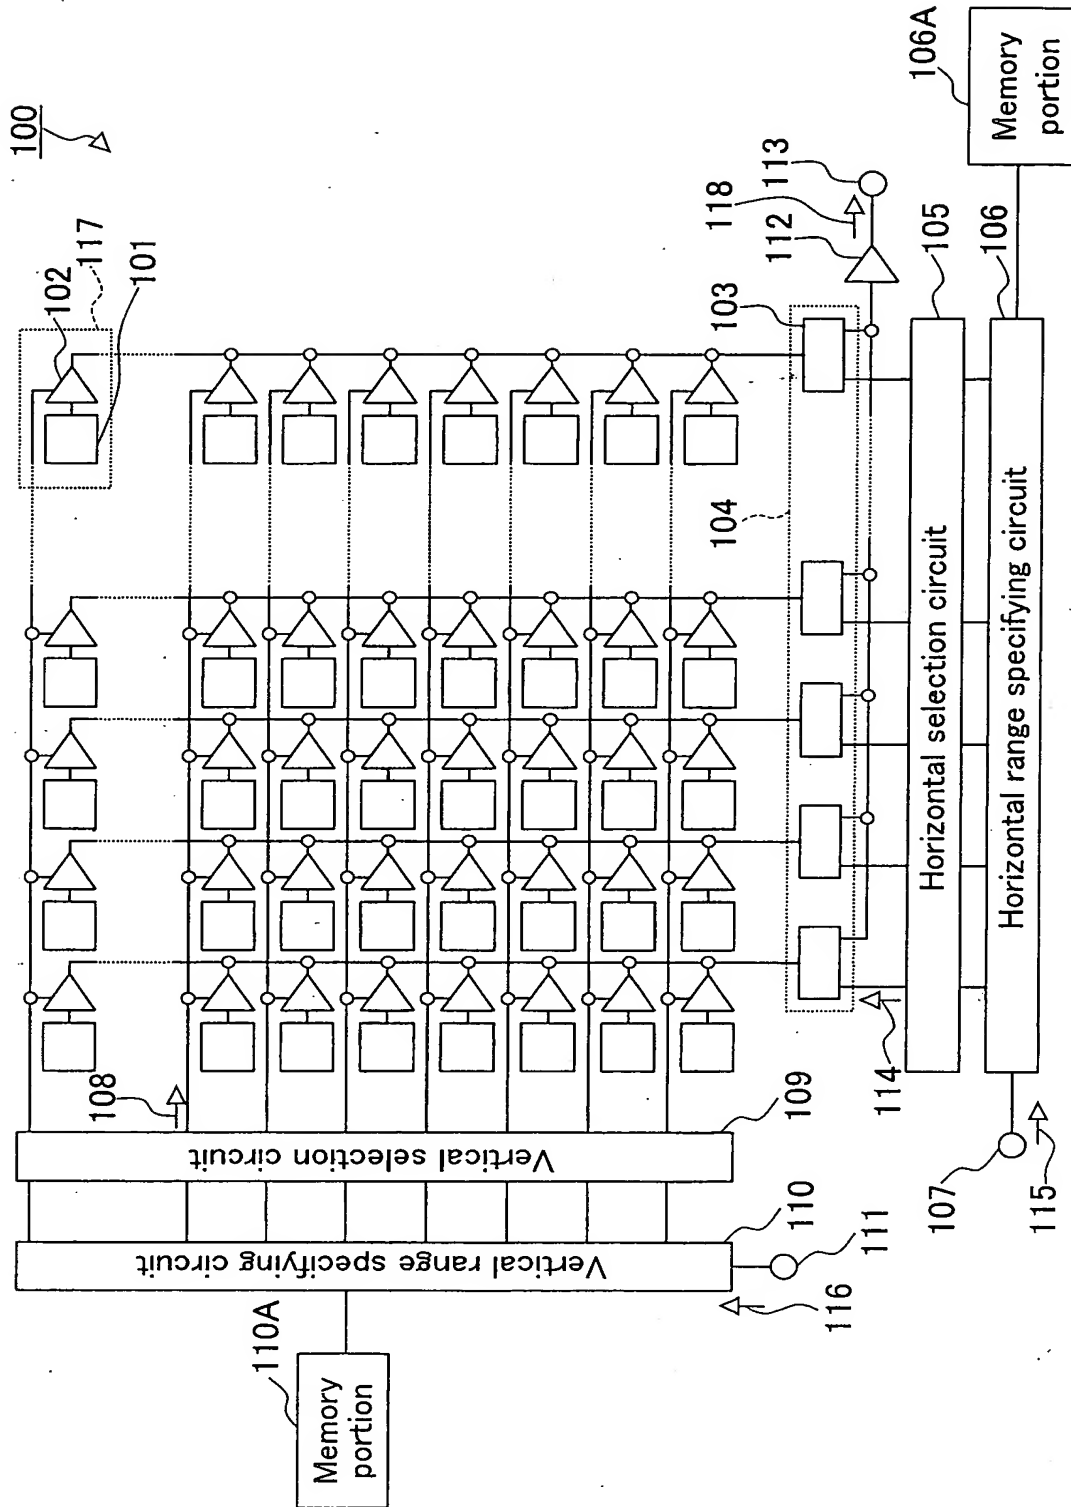 100
117
102
101
108
109
Vertical selection circuit
110
Vertical range specifying circuit
111
116
110A
Memory
portion
104
103
118
113
112
114
105
Horizontal selection circuit
106
Horizontal range specifying circuit
107
115
106A
Memory
portion